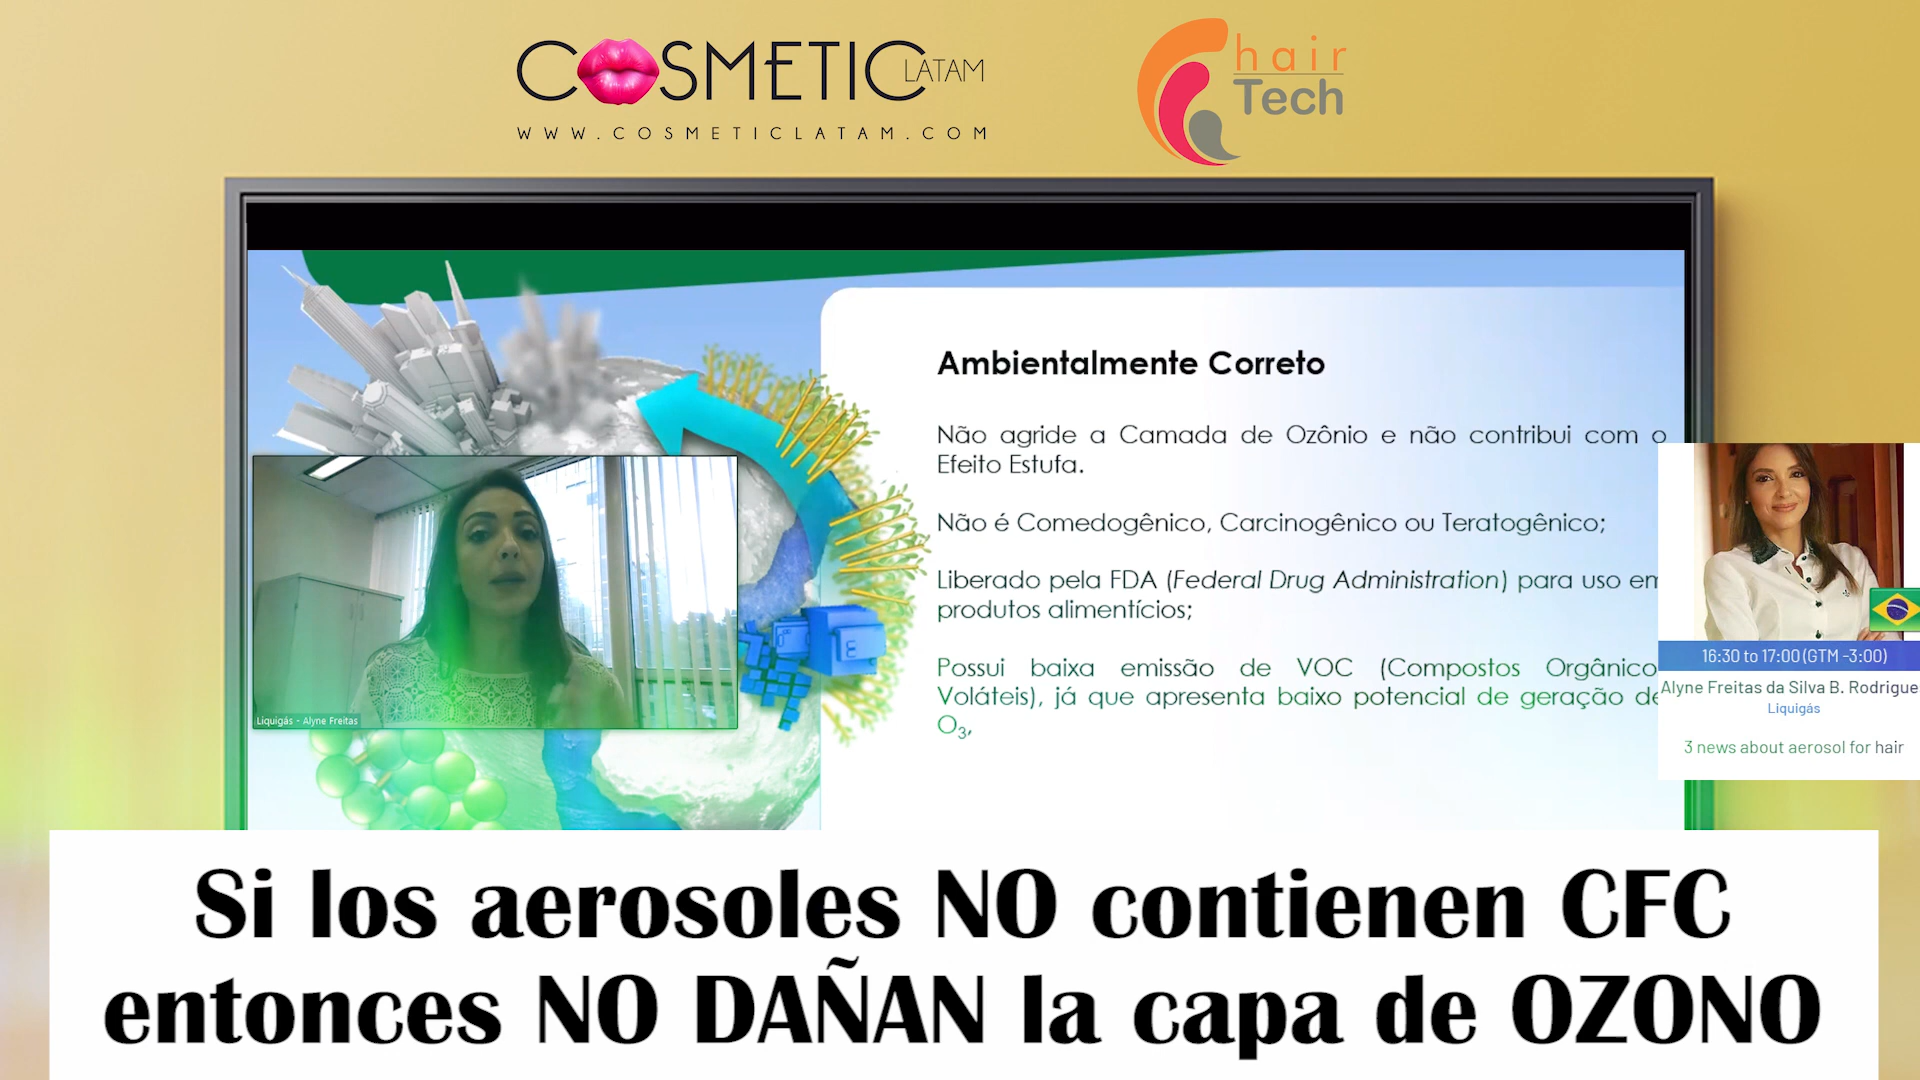 COSMETIC LATAM
WWW.COSMETICLATAM.COM
hair
Tech
Ambientalmente Correto
Não agride a Camada de Ozônio e não contribui com o
Efeito Estufa.
Não é Comedogênico, Carcinogênico ou Teratogênico;
Liberado pela FDA (Federal Drug Administration) para uso em
produtos alimentícios;
Possui baixa emissão de VOC (Compostos Orgânico
Voláteis), já que apresenta baixo potencial de geração de
O₃,
Liquigás - Alyne Freitas
16:30 to 17:00 (GTM -3:00)
Alyne Freitas da Silva B. Rodrigue
Liquigás
3 news about aerosol for hair
Si los aerosoles NO contienen CFC
entonces NO DAÑAN la capa de OZONO